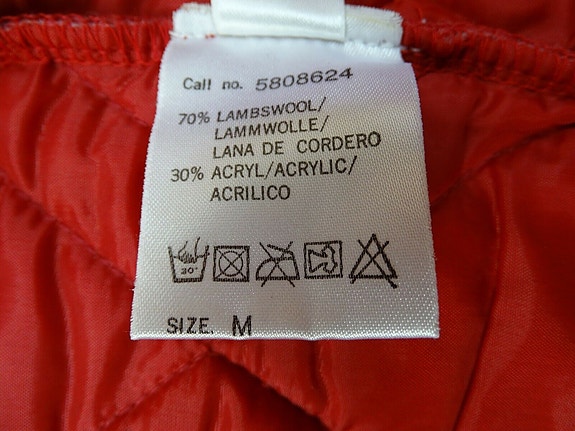 Call no. 5808624
70% LAMBSWOOL/
LAMMWOLLE/
LANA DE CORDERO
30% ACRYL/ACRYLIC/
ACRILICO
30°
SIZE. M